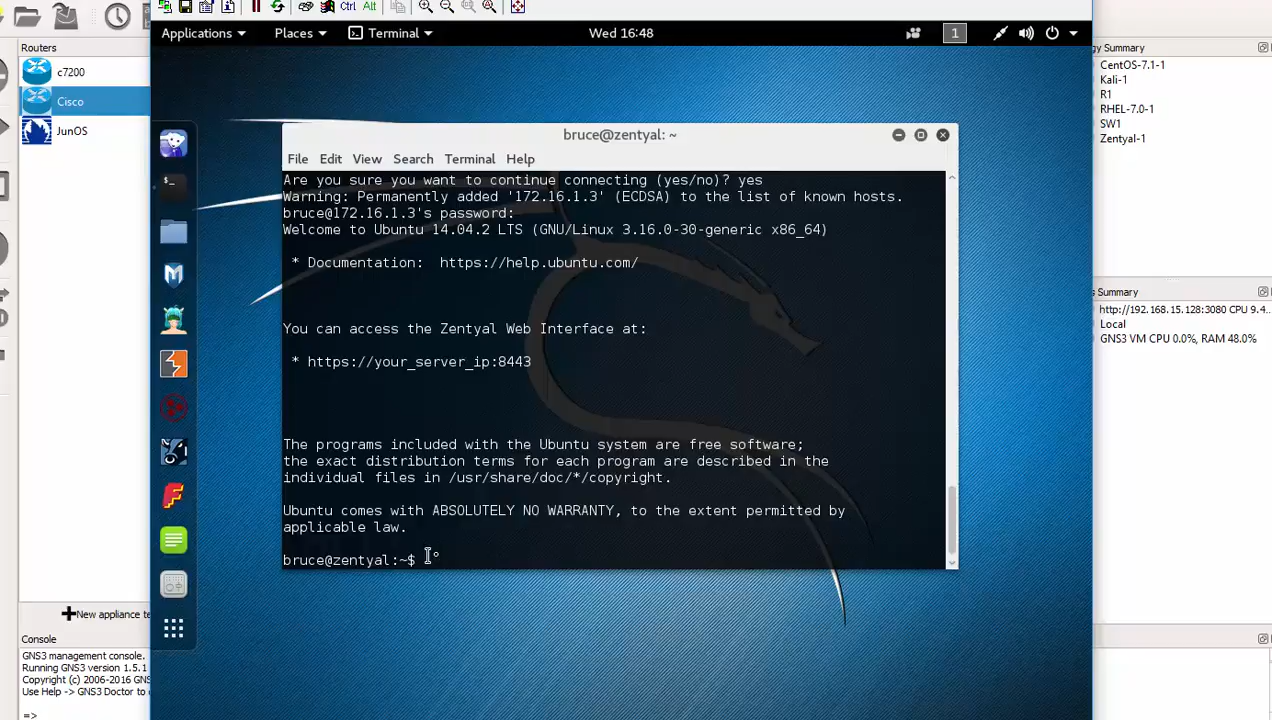 Ctrl Alt
Applications Places Terminal Wed 16:48 1
Routers
c7200
Cisco
JunOS
bruce@zentyal: ~
File Edit View Search Terminal Help
Are you sure you want to continue connecting (yes/no)? yes
Warning: Permanently added '172.16.1.3' (ECDSA) to the list of known hosts.
bruce@172.16.1.3's password:
Welcome to Ubuntu 14.04.2 LTS (GNU/Linux 3.16.0-30-generic x86_64)
* Documentation: https://help.ubuntu.com/
You can access the Zentyal Web Interface at:
* https://your_server_ip:8443
The programs included with the Ubuntu system are free software;
the exact distribution terms for each program are described in the
individual files in /usr/share/doc/*/copyright.
Ubuntu comes with ABSOLUTELY NO WARRANTY, to the extent permitted by
applicable law.
bruce@zentyal:~$
gy Summary
CentOS-7.1-1
Kali-1
R1
RHEL-7.0-1
SW1
Zentyal-1
s Summary
http://192.168.15.128:3080 CPU 9.4...
Local
GNS3 VM CPU 0.0%, RAM 48.0%
New appliance te
Console
GNS3 management console.
Running GNS3 version 1.5.1
Copyright (c) 2006-2016 G
Use Help -> GNS3 Doctor to
=>